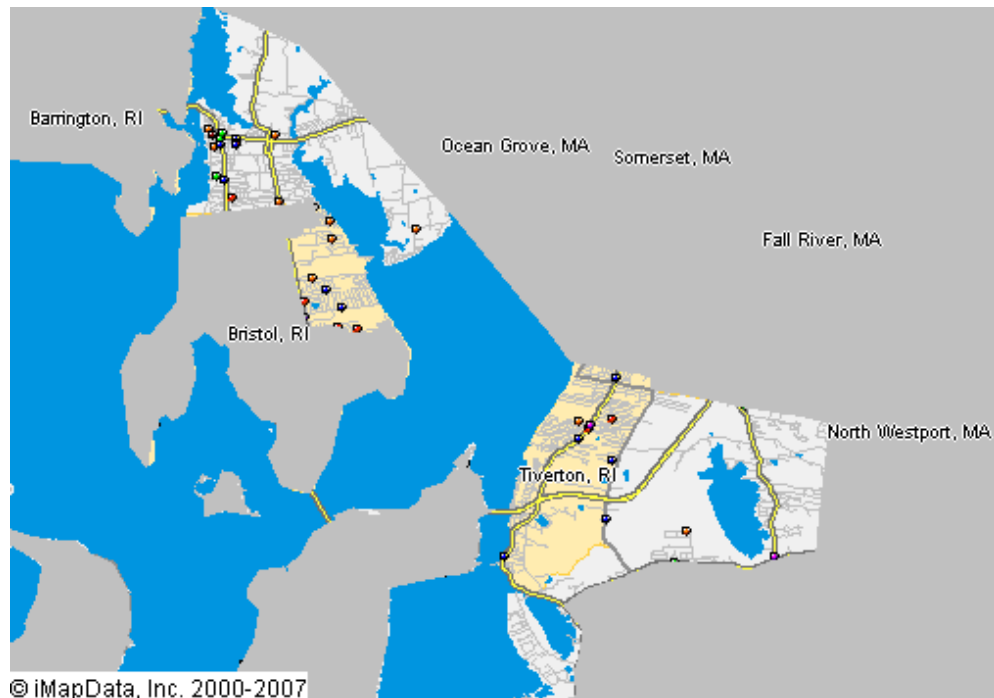 Barrington, RI
Ocean Grove, MA
Somerset, MA
Fall River, MA
Bristol, RI
North Westport, MA
Tiverton, RI
© iMapData, Inc. 2000-2007